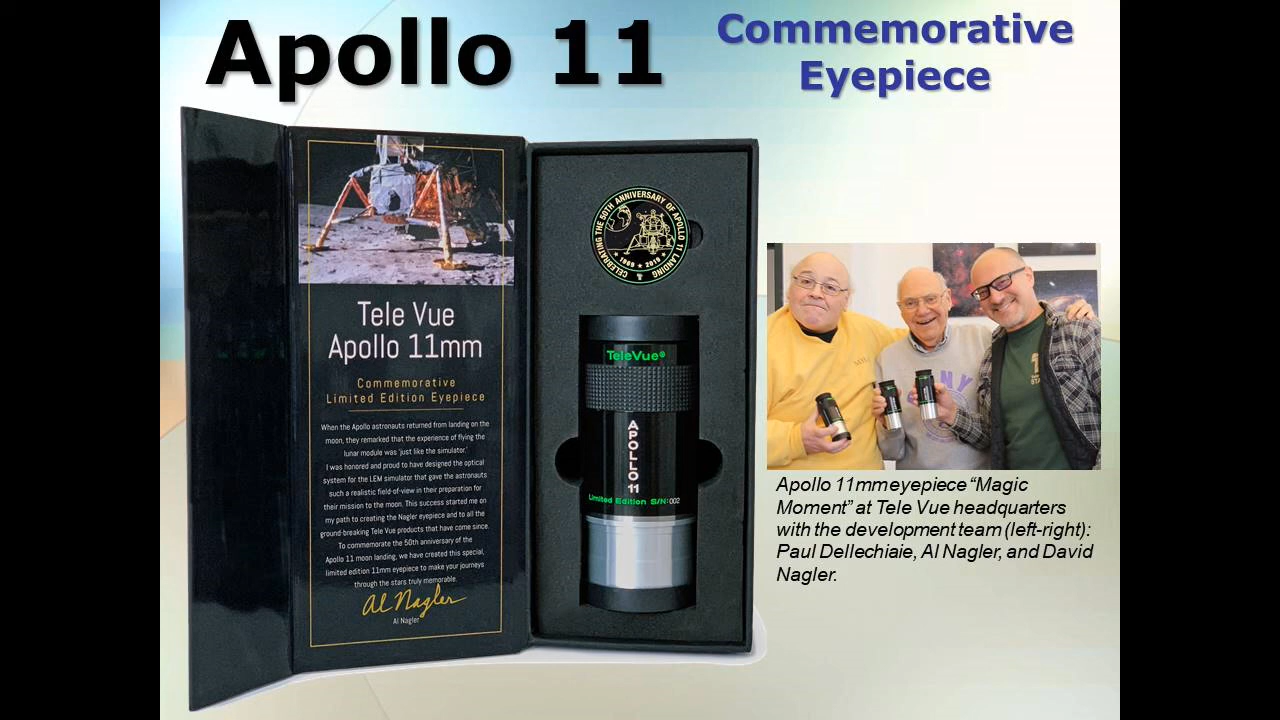 Apollo 11
Commemorative
Eyepiece
Tele Vue
Apollo 11mm
Commemorative
Limited Edition Eyepiece
When the Apollo astronauts returned from landing on the
moon, they remarked that the experience of flying the
lunar module was 'just like the simulator.'
I was honored and proud to have designed the optical
system for the LEM simulator that gave the astronauts
such a realistic field-of-view in their preparation for
their mission to the moon. This success started me on
my path to creating the Nagler eyepiece and to all the
ground-breaking Tele Vue products that have come since.
To commemorate the 50th anniversary of the
Apollo 11 moon landing, we have created this special,
limited edition 11mm eyepiece to make your journeys
through the stars truly memorable.
Al Nagler
Al Nagler
CELEBRATING THE 50TH ANNIVERSARY OF APOLLO 11 LANDING
★ 1969 ★ 2019 ★
TeleVue®
APOLLO 11
Limited Edition S/N: 002
NY
Apollo 11mm eyepiece “Magic
Moment” at Tele Vue headquarters
with the development team (left-right):
Paul Dellechiaie, Al Nagler, and David
Nagler.